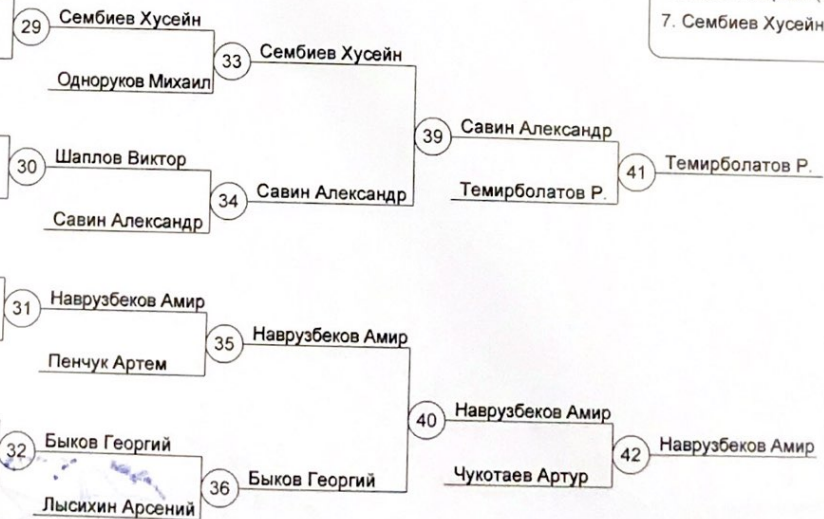 29 Сембиев Хусейн
7. Сембиев Хусейн
33 Сембиев Хусейн
Одноруков Михаил
39 Савин Александр
30 Шаплов Виктор
41 Темирболатов Р.
34 Савин Александр
Темирболатов Р.
Савин Александр
31 Наврузбеков Амир
35 Наврузбеков Амир
Пенчук Артем
40 Наврузбеков Амир
32 Быков Георгий
42 Наврузбеков Амир
36 Быков Георгий
Чукотаев Артур
Лысихин Арсений